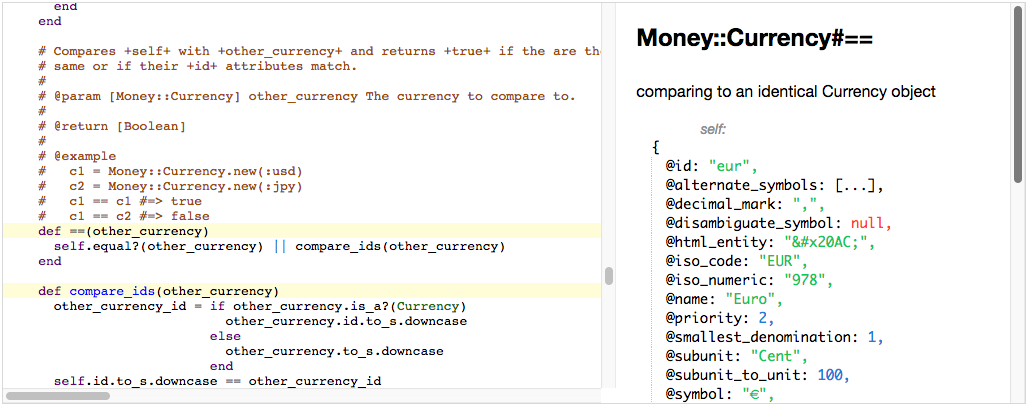 end
end
# Compares +self+ with +other_currency+ and returns +true+ if the are the
# same or if their +id+ attributes match.
#
# @param [Money::Currency] other_currency The currency to compare to.
#
# @return [Boolean]
#
# @example
#   c1 = Money::Currency.new(:usd)
#   c2 = Money::Currency.new(:jpy)
#   c1 == c1 #=> true
#   c1 == c2 #=> false
def ==(other_currency)
self.equal?(other_currency) || compare_ids(other_currency)
end
def compare_ids(other_currency)
other_currency_id = if other_currency.is_a?(Currency)
other_currency.id.to_s.downcase
else
other_currency.to_s.downcase
end
self.id.to_s.downcase == other_currency_id
Money::Currency#==
comparing to an identical Currency object
self:
{
@id: "eur",
@alternate_symbols: [...],
@decimal_mark: ",",
@disambiguate_symbol: null,
@html_entity: "&#x20AC;",
@iso_code: "EUR",
@iso_numeric: "978",
@name: "Euro",
@priority: 2,
@smallest_denomination: 1,
@subunit: "Cent",
@subunit_to_unit: 100,
@symbol: "€",